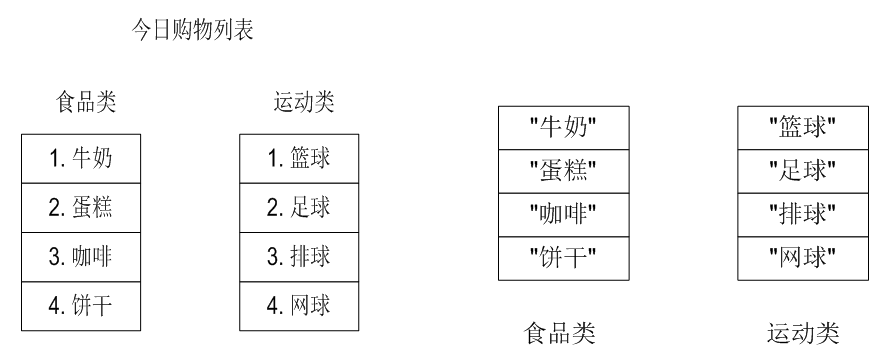 今日购物列表
食品类
1. 牛奶
2. 蛋糕
3. 咖啡
4. 饼干
运动类
1. 篮球
2. 足球
3. 排球
4. 网球
"牛奶"
"蛋糕"
"咖啡"
"饼干"
食品类
"篮球"
"足球"
"排球"
"网球"
运动类